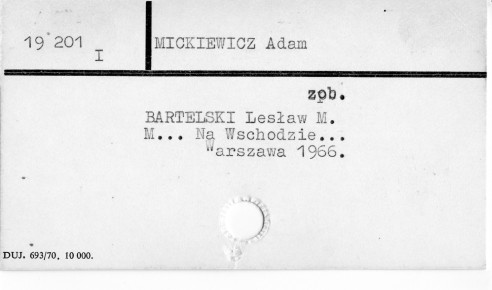 19 201
I
MICKIEWICZ Adam
zob.
BARTELSKI Lesław M.
M... Na Wschodzie...
Warszawa 1966.
DUJ. 693/70. 10 000.